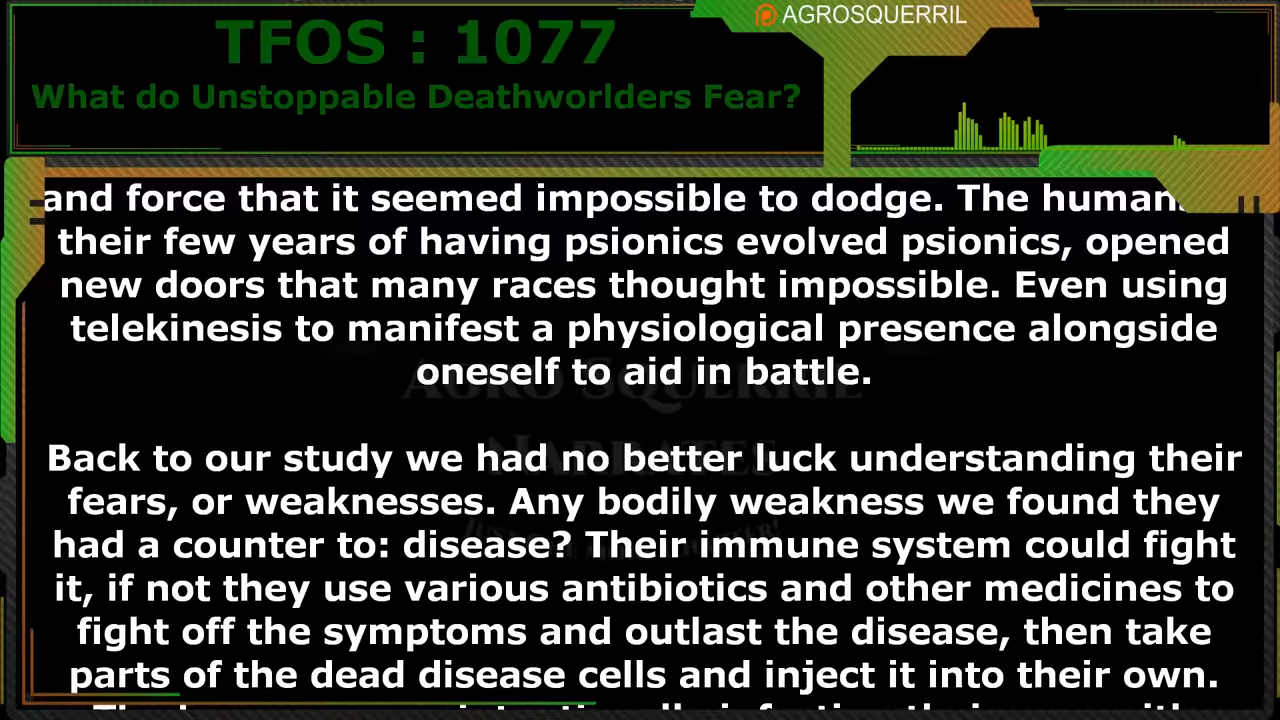 TFOS : 1077
AGROSQUERRIL
What do Unstoppable Deathworlders Fear?
and force that it seemed impossible to dodge. The human
their few years of having psionics evolved psionics, opened
new doors that many races thought impossible. Even using
telekinesis to manifest a physiological presence alongside
oneself to aid in battle.
Agro Squerril
Narrates
Back to our study we had no better luck understanding their
fears, or weaknesses. Any bodily weakness we found they
had a counter to: disease? Their immune system could fight
it, if not they use various antibiotics and other medicines to
fight off the symptoms and outlast the disease, then take
parts of the dead disease cells and inject it into their own.